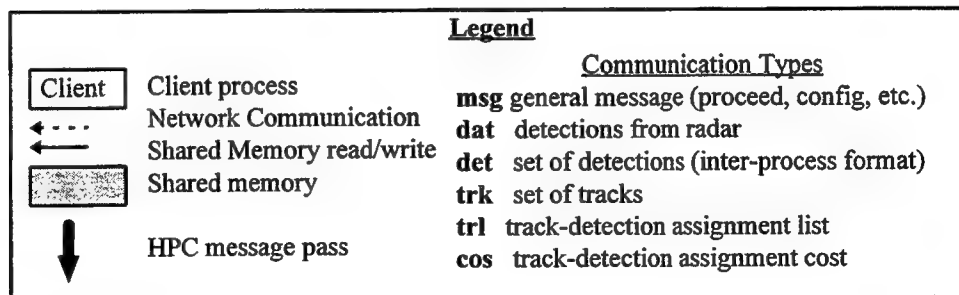 Legend
Client Client process
Network Communication
Shared Memory read/write
Shared memory
HPC message pass
Communication Types
msg general message (proceed, config, etc.)
dat detections from radar
det set of detections (inter-process format)
trk set of tracks
trl track-detection assignment list
cos track-detection assignment cost